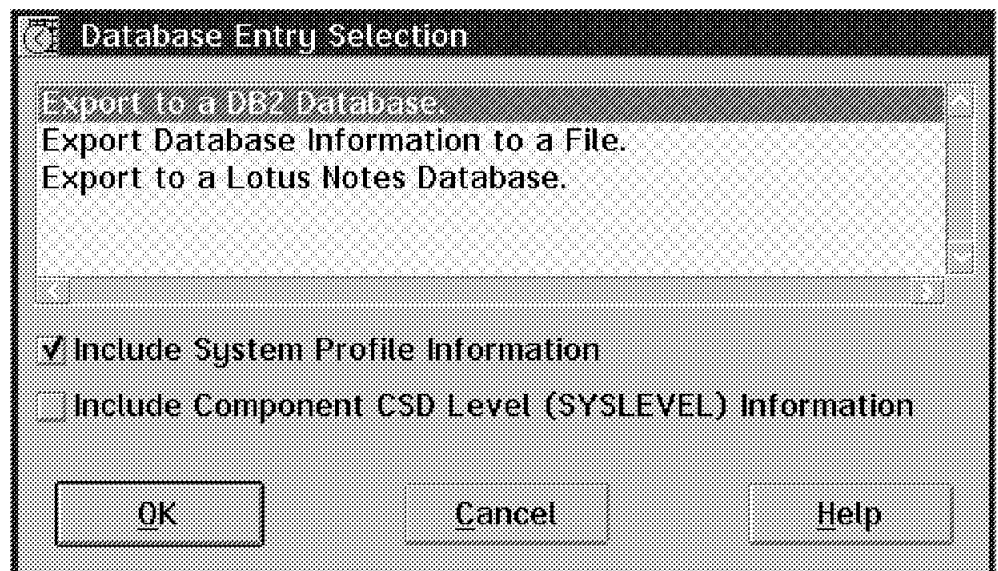 Database Entry Selection
Export to a DB2 Database.
Export Database Information to a File.
Export to a Lotus Notes Database.
Include System Profile Information
Include Component CSD Level (SYSLEVEL) Information
OK
Cancel
Help